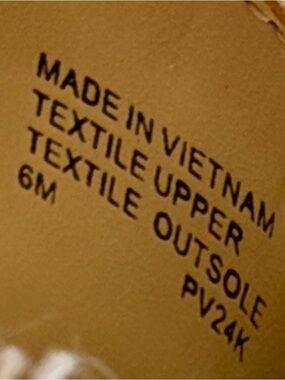 MADE IN VIETNAM
TEXTILE UPPER
TEXTILE OUTSOLE
6M
PV24K